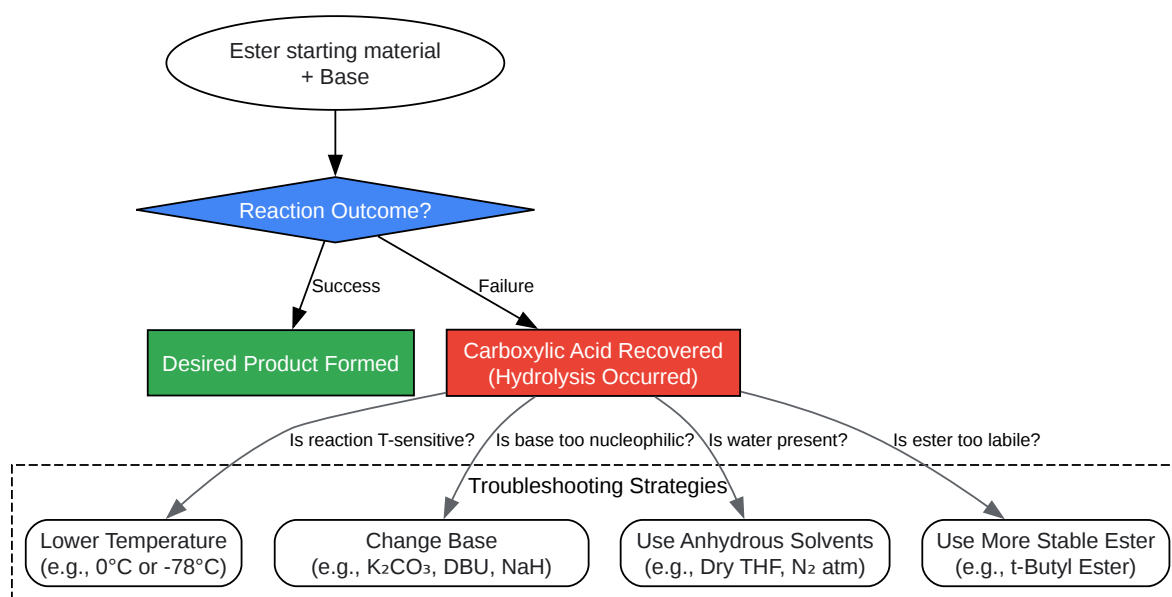 Ester starting material
+ Base
Reaction Outcome?
Success
Failure
Desired Product Formed
Carboxylic Acid Recovered
(Hydrolysis Occurred)
Is reaction T-sensitive?
Is base too nucleophilic?
Is water present?
Is ester too labile?
Troubleshooting Strategies
Lower Temperature
(e.g., 0°C or -78°C)
Change Base
(e.g., K₂CO₃, DBU, NaH)
Use Anhydrous Solvents
(e.g., Dry THF, N₂ atm)
Use More Stable Ester
(e.g., t-Butyl Ester)